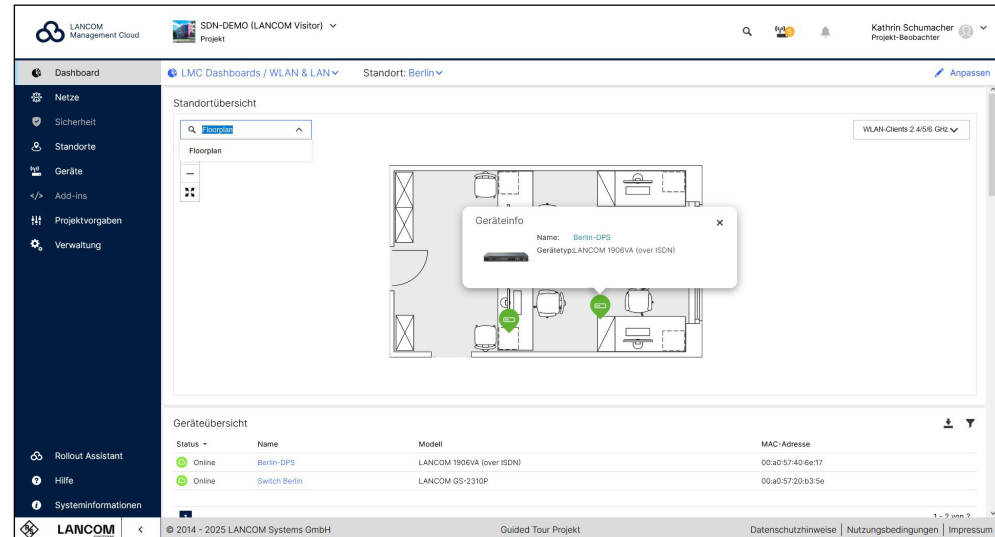 LANCOM
Management Cloud
SDN-DEMO (LANCOM Visitor)
Projekt
Kathrin Schumacher
Projekt-Beobachter
Dashboard
LMC Dashboards / WLAN & LAN
Standort: Berlin
Anpassen
Netze
Sicherheit
Standorte
Geräte
Add-ins
Projektvorgaben
Verwaltung
Standortübersicht
Floorplan
Floorplan
WLAN-Clients 2.4/5/6 GHz
Geräteinfo
Name: Berlin-DPS
Gerätetyp:LANCOM 1906VA (over ISDN)
Geräteübersicht
Status Name Modell MAC-Adresse
Online Berlin-DPS LANCOM 1906VA (over ISDN) 00:a0:57:40:6e:17
Online Switch Berlin LANCOM GS-2310P 00:a0:57:20:b3:5e
1 - 2 von 2
Rollout Assistant
Hilfe
Systeminformationen
LANCOM
SYSTEMS
© 2014 - 2025 LANCOM Systems GmbH
Guided Tour Projekt
Datenschutzhinweise | Nutzungsbedingungen | Impressum